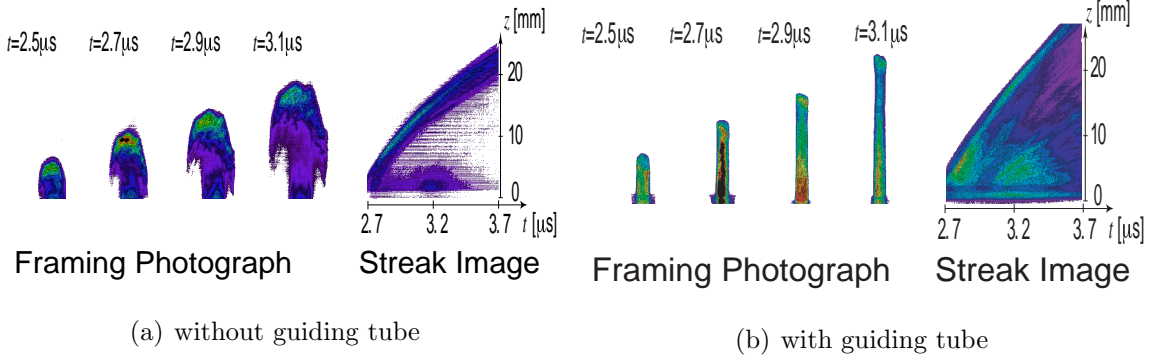 z [mm]
t=2.5μs
t=2.7μs
t=2.9μs
t=3.1μs
20
10
0
2.7
3.2
3.7
t [μs]
Framing Photograph
Streak Image
(a) without guiding tube
z [mm]
t=2.5μs
t=2.7μs
t=2.9μs
t=3.1μs
20
10
0
2.7
3.2
3.7
t [μs]
Framing Photograph
Streak Image
(b) with guiding tube